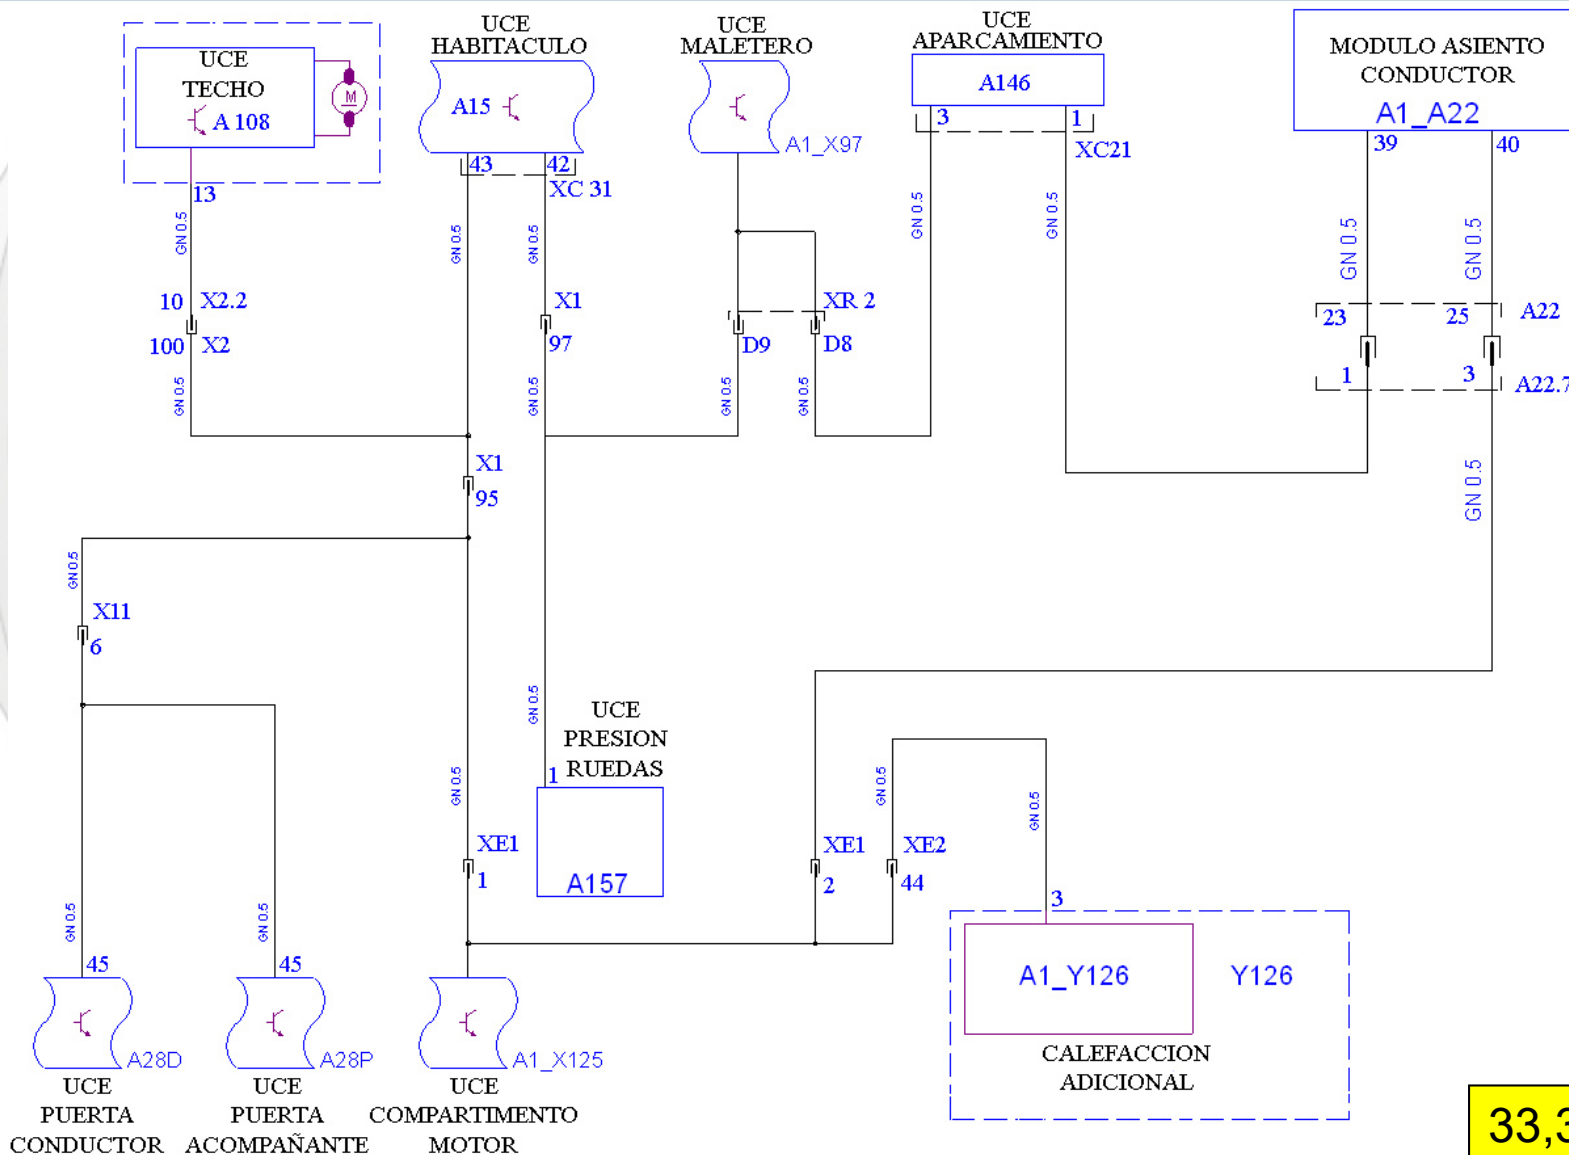 UCE
TECHO
A 108
M
13
GN 0.5
10 X2.2
100 X2
GN 0.5
UCE
HABITACULO
A15
43 42
XC 31
GN 0.5 GN 0.5
X1
97
GN 0.5
X1
95
UCE
MALETERO
A1_X97
XR 2
D9 D8
GN 0.5 GN 0.5
UCE
APARCAMIENTO
A146
3 1
XC21
GN 0.5 GN 0.5
MODULO ASIENTO
CONDUCTOR
A1_A22
39 40
GN 0.5 GN 0.5
23 25 A22
1 3 A22.7
GN 0.5
GN 0.5
X11
6
GN 0.5
UCE
PRESION
RUEDAS
1
A157
GN 0.5
XE1
1
XE1
2
GN 0.5
XE2
44
GN 0.5
3
A1_Y126 Y126
CALEFACCION
ADICIONAL
GN 0.5 GN 0.5
45 45
A28D A28P A1_X125
UCE
PUERTA
CONDUCTOR
UCE
PUERTA
ACOMPAÑANTE
UCE
COMPARTIMENTO
MOTOR
33,3